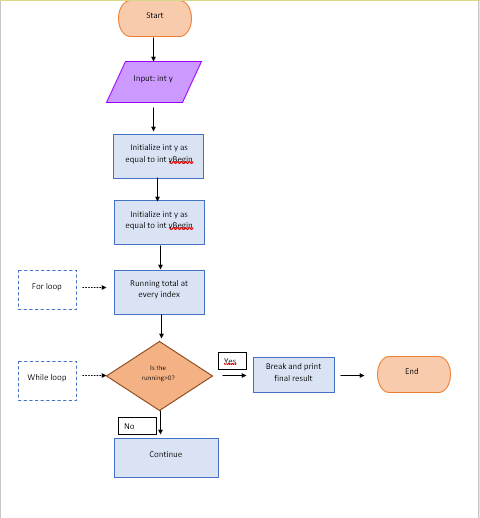 Start
Input: int y
Initialize int y as
equal to int yBegin
Initialize int y as
equal to int yBegin
For loop
Running total at
every index
While loop
Is the
running>0?
Yes
Break and print
final result
End
No
Continue